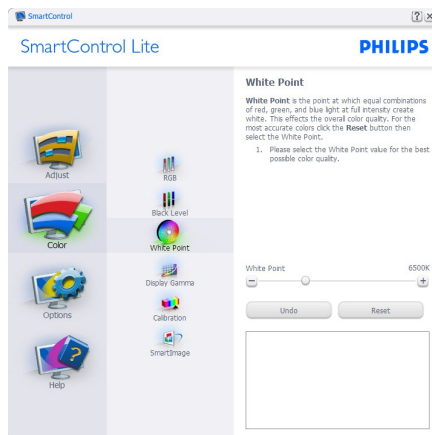 SmartControl
SmartControl Lite
PHILIPS
Adjust
Color
Options
Help
RGB
Black Level
White Point
Display Gamma
Calibration
SmartImage
White Point
White Point is the point at which equal combinations
of red, green, and blue light at full intensity create
white. This effects the overall color quality. For the
most accurate colors click the Reset button then
select the White Point.
1. Please select the White Point value for the best
possible color quality.
White Point 6500K
Undo Reset